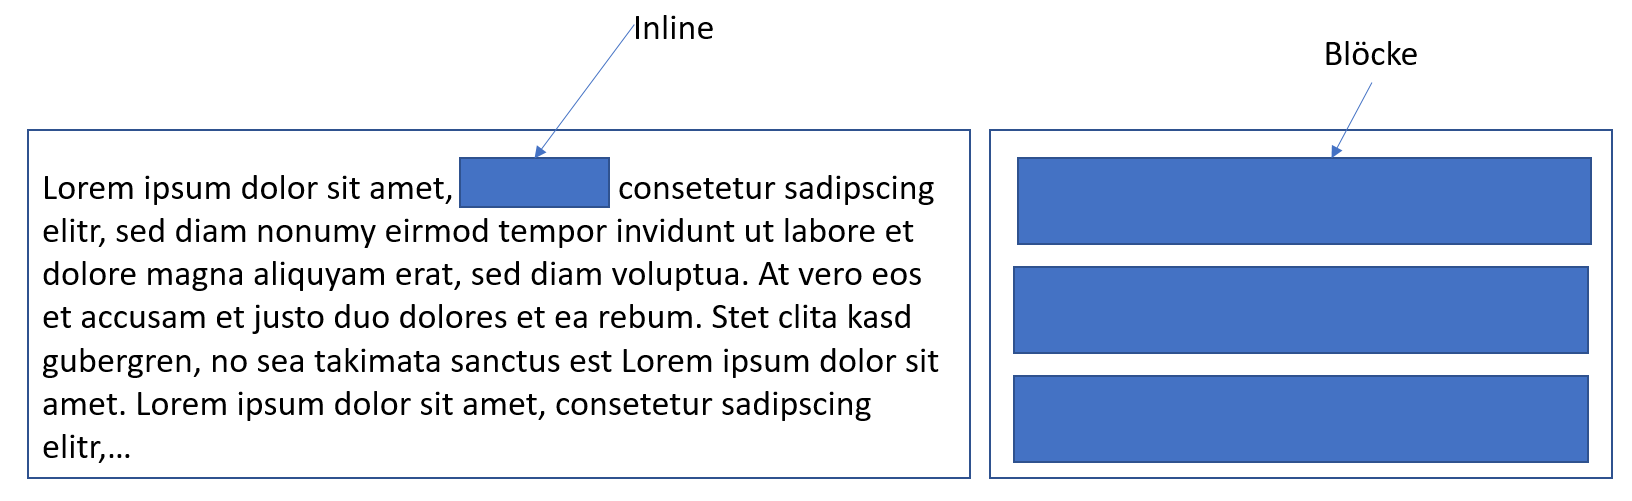 Inline
Blöcke
Lorem ipsum dolor sit amet, consetetur sadipscing
elitr, sed diam nonumy eirmod tempor invidunt ut labore et
dolore magna aliquyam erat, sed diam voluptua. At vero eos
et accusam et justo duo dolores et ea rebum. Stet clita kasd
gubergren, no sea takimata sanctus est Lorem ipsum dolor sit
amet. Lorem ipsum dolor sit amet, consetetur sadipscing
elitr,...